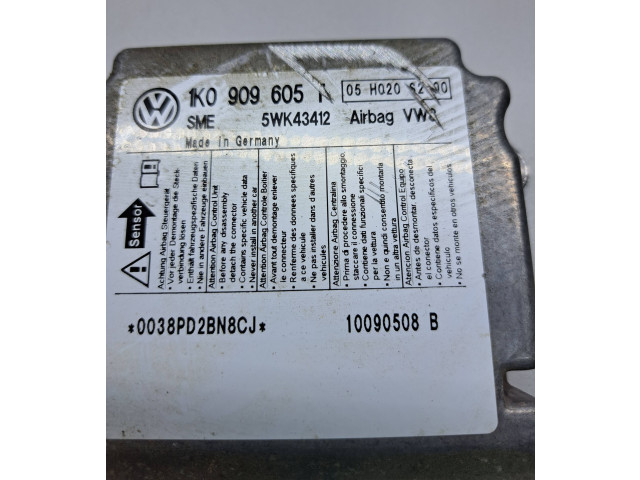 1K0 909 605
05 H020
SME 5WK43412 Airbag VW
Made in Germany
Sensor
Achtung Airbag Steuergerät
• Vor jeder Demontage die Steck-
verbindung lösen
• Enthält fahrzeugspezifische Daten
• Nie in andere Fahrzeuge einbauen
Attention Airbag Control Unit
• Before any disassembly
detach the connector
• Contains specific vehicle data
• Never install in another car
Attention Airbag Controle Boitier
• Avant tout demontage enlever
le connecteur
• Renferme des donnees specifiques
a ce vehicule
• Ne pas installer dans d'autres
vehicules
Attenzione Airbag Centralina
• Prima di procedere allo smontaggio,
staccare il connessione
• Contiene dati funzionali specifici
per la vettura
• Non e quindi consentito montarla
in un altra vettura
Atencion Airbag Control Equipo
• Antes de desmontar, desconecta
el conector
• Contiene datos especificos del
vehiculo
• No se monte en otros vehiculos
*0038PD2BN8CJ* 10090508 B